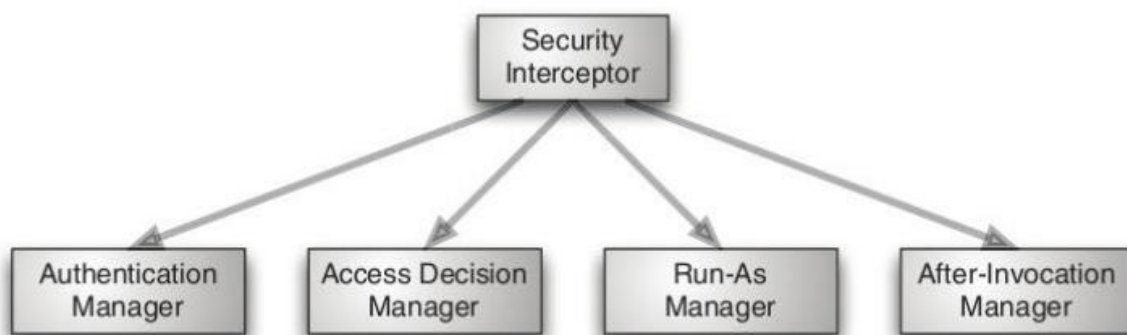 Security
Interceptor
Authentication
Manager
Access Decision
Manager
Run-As
Manager
After-Invocation
Manager